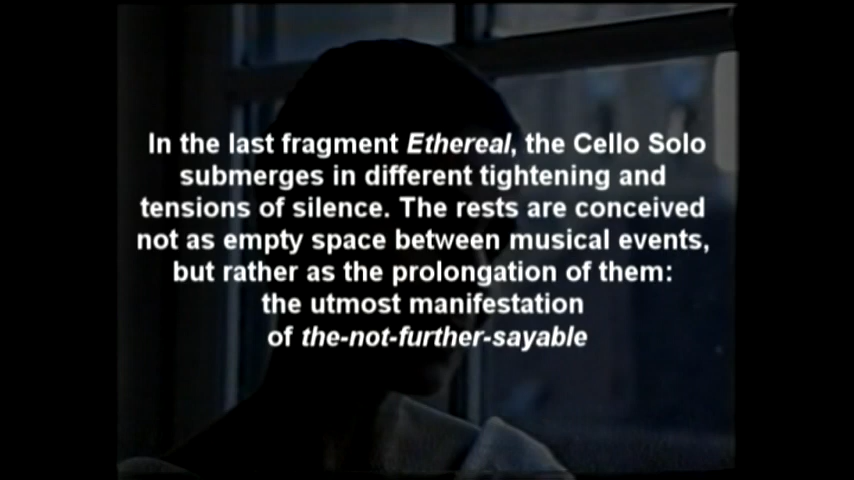 In the last fragment Ethereal, the Cello Solo
submerges in different tightening and
tensions of silence. The rests are conceived
not as empty space between musical events,
but rather as the prolongation of them:
the utmost manifestation
of the-not-further-sayable